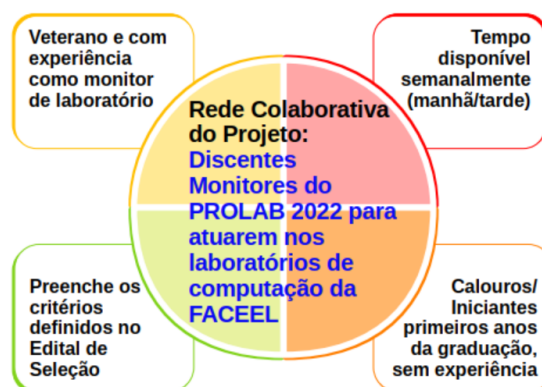 Veterano e com
experiência
como monitor
de laboratório
Tempo
disponível
semanalmente
(manhã/tarde)
Rede Colaborativa
do Projeto:
Discentes
Monitores do
PROLAB 2022 para
atuarem nos
laboratórios de
computação da
FACEEL
Preenche os
critérios
definidos no
Edital de
Seleção
Calouros/
Iniciantes
primeiros anos
da graduação,
sem experiência